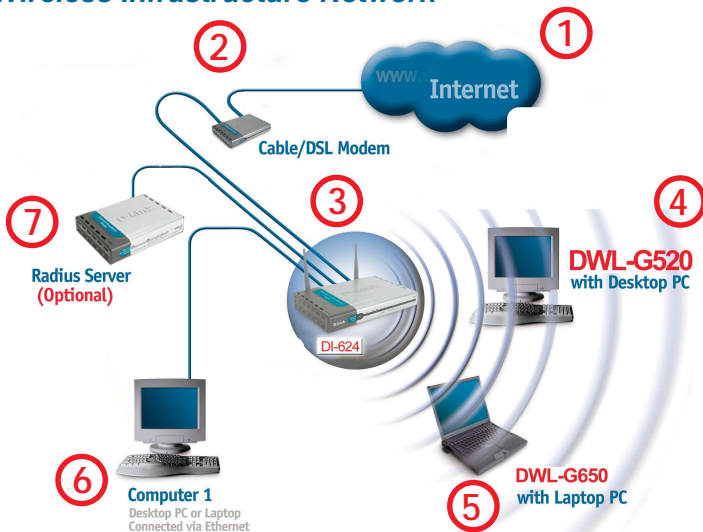 Wireless Infrastructure Network
1
2
www.
Internet
Cable/DSL Modem
3
4
7
D-Link
Radius Server
(Optional)
DWL-G520
with Desktop PC
DI-624
6
Computer 1
Desktop PC or Laptop
Connected via Ethernet
5
DWL-G650
with Laptop PC